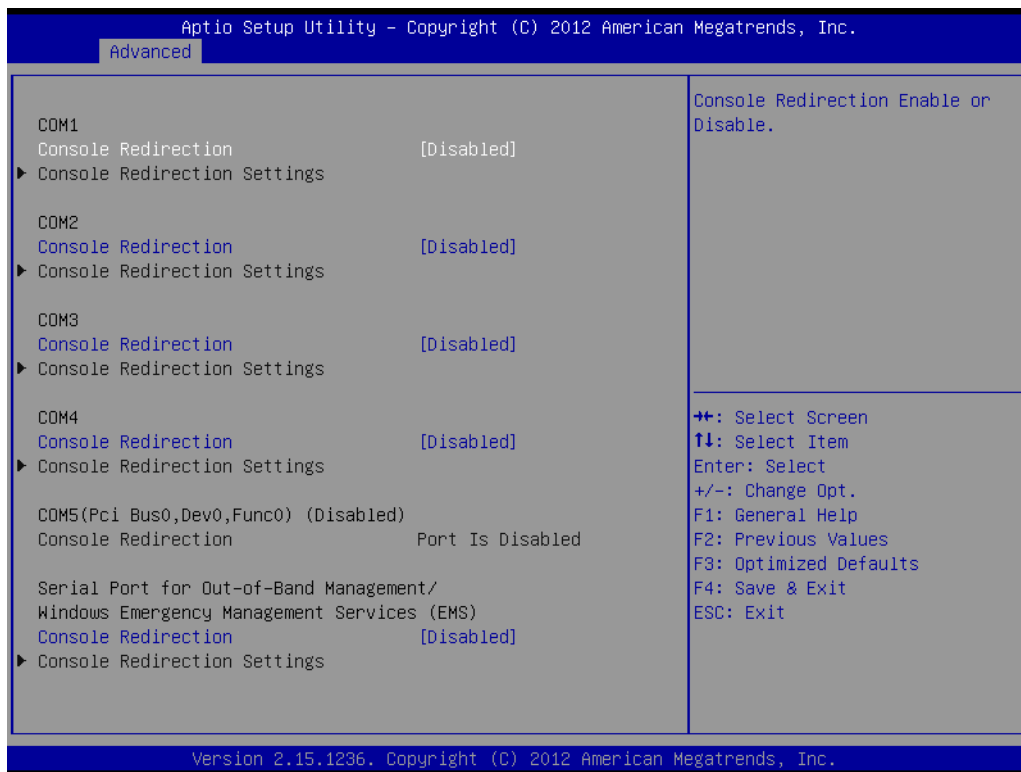 Aptio Setup Utility – Copyright (C) 2012 American Megatrends, Inc.
Advanced
COM1
Console Redirection [Disabled]
▶ Console Redirection Settings
COM2
Console Redirection [Disabled]
▶ Console Redirection Settings
COM3
Console Redirection [Disabled]
▶ Console Redirection Settings
COM4
Console Redirection [Disabled]
▶ Console Redirection Settings
COM5(Pci Bus0,Dev0,Func0) (Disabled)
Console Redirection Port Is Disabled
Serial Port for Out-of-Band Management/
Windows Emergency Management Services (EMS)
Console Redirection [Disabled]
▶ Console Redirection Settings
Console Redirection Enable or
Disable.
→←: Select Screen
↑↓: Select Item
Enter: Select
+/-: Change Opt.
F1: General Help
F2: Previous Values
F3: Optimized Defaults
F4: Save & Exit
ESC: Exit
Version 2.15.1236. Copyright (C) 2012 American Megatrends, Inc.